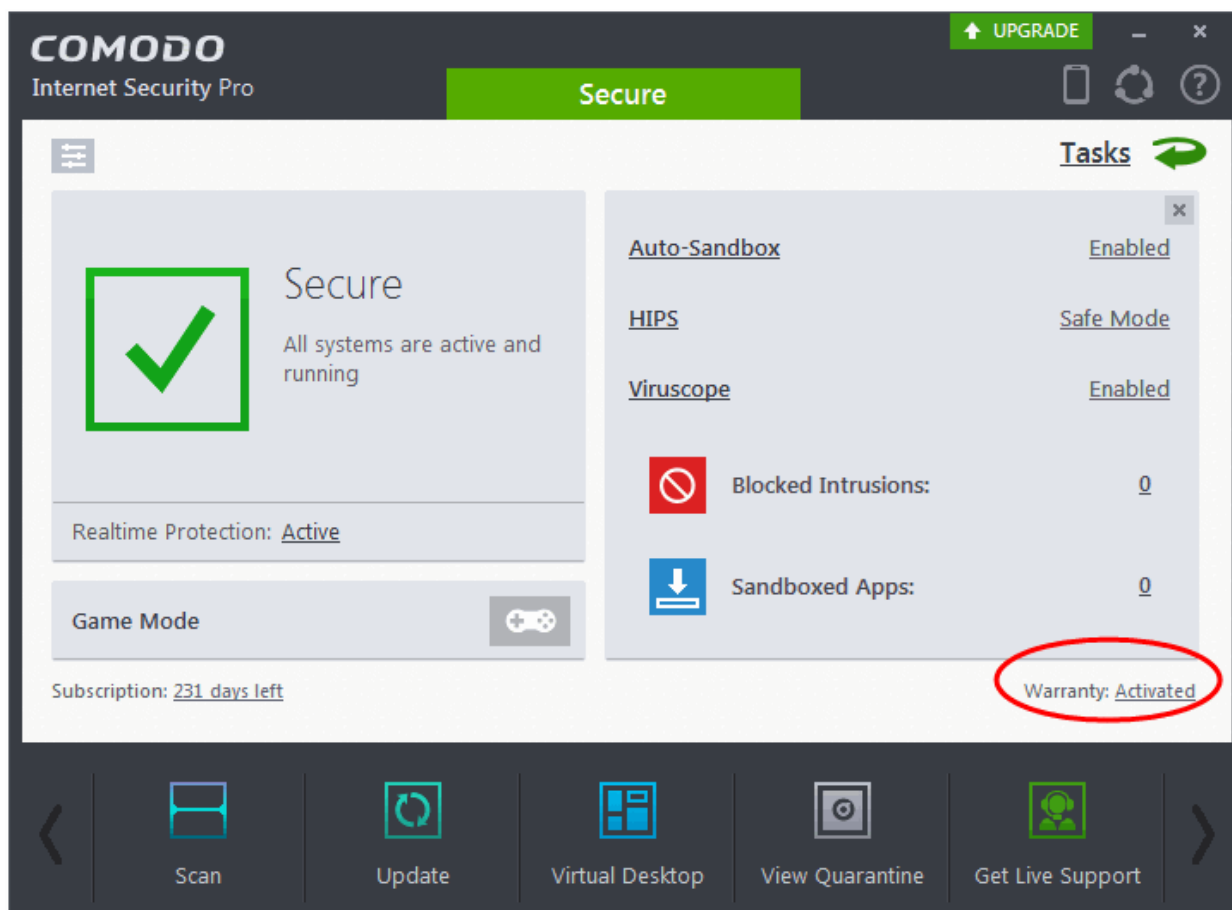 COMODO
Internet Security Pro
UPGRADE
Secure
Tasks
Secure
All systems are active and
running
Realtime Protection: Active
Game Mode
Auto-Sandbox Enabled
HIPS Safe Mode
Viruscope Enabled
Blocked Intrusions: 0
Sandboxed Apps: 0
Subscription: 231 days left
Warranty: Activated
Scan
Update
Virtual Desktop
View Quarantine
Get Live Support